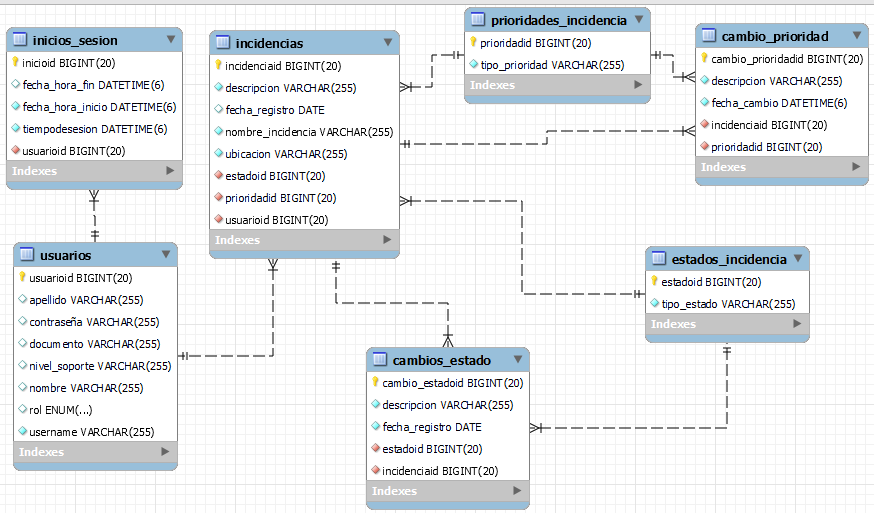 inicios_sesion
inicioid BIGINT(20)
fecha_hora_fin DATETIME(6)
fecha_hora_inicio DATETIME(6)
tiempodesesion DATETIME(6)
usuarioid BIGINT(20)
Indexes
incidencias
incidenciaid BIGINT(20)
descripcion VARCHAR(255)
fecha_registro DATE
nombre_incidencia VARCHAR(255)
ubicacion VARCHAR(255)
estadoid BIGINT(20)
prioridadid BIGINT(20)
usuarioid BIGINT(20)
Indexes
prioridades_incidencia
prioridadid BIGINT(20)
tipo_prioridad VARCHAR(255)
Indexes
cambio_prioridad
cambio_prioridadid BIGINT(20)
descripcion VARCHAR(255)
fecha_cambio DATETIME(6)
incidenciaid BIGINT(20)
prioridadid BIGINT(20)
Indexes
usuarios
usuarioid BIGINT(20)
apellido VARCHAR(255)
contraseña VARCHAR(255)
documento VARCHAR(255)
nivel_soporte VARCHAR(255)
nombre VARCHAR(255)
rol ENUM(...)
username VARCHAR(255)
Indexes
estados_incidencia
estadoid BIGINT(20)
tipo_estado VARCHAR(255)
Indexes
cambios_estado
cambio_estadoid BIGINT(20)
descripcion VARCHAR(255)
fecha_registro DATE
estadoid BIGINT(20)
incidenciaid BIGINT(20)
Indexes